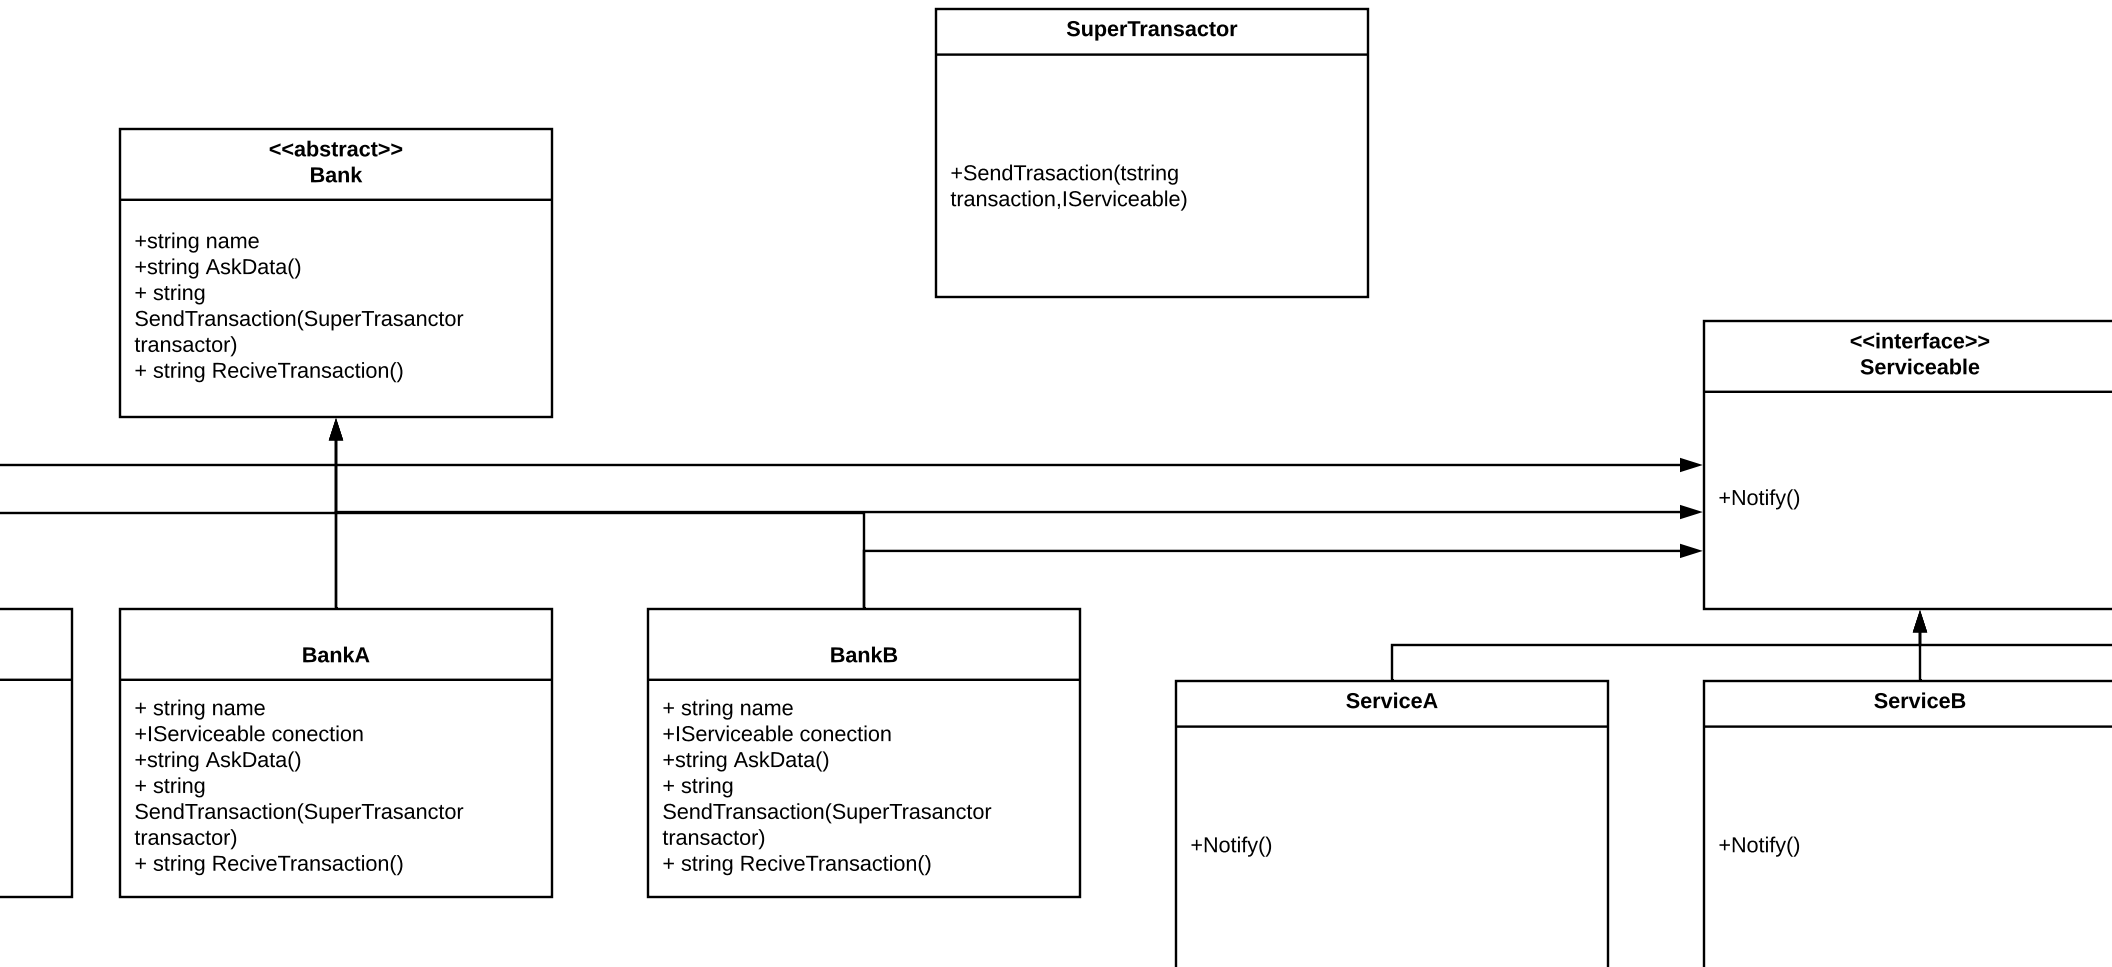 SuperTransactor
+SendTrasaction(tstring
transaction,IServiceable)
<<abstract>>
Bank
+string name
+string AskData()
+ string
SendTransaction(SuperTrasanctor
transactor)
+ string ReciveTransaction()
<<interface>>
Serviceable
+Notify()
BankA
+ string name
+IServiceable conection
+string AskData()
+ string
SendTransaction(SuperTrasanctor
transactor)
+ string ReciveTransaction()
BankB
+ string name
+IServiceable conection
+string AskData()
+ string
SendTransaction(SuperTrasanctor
transactor)
+ string ReciveTransaction()
ServiceA
+Notify()
ServiceB
+Notify()